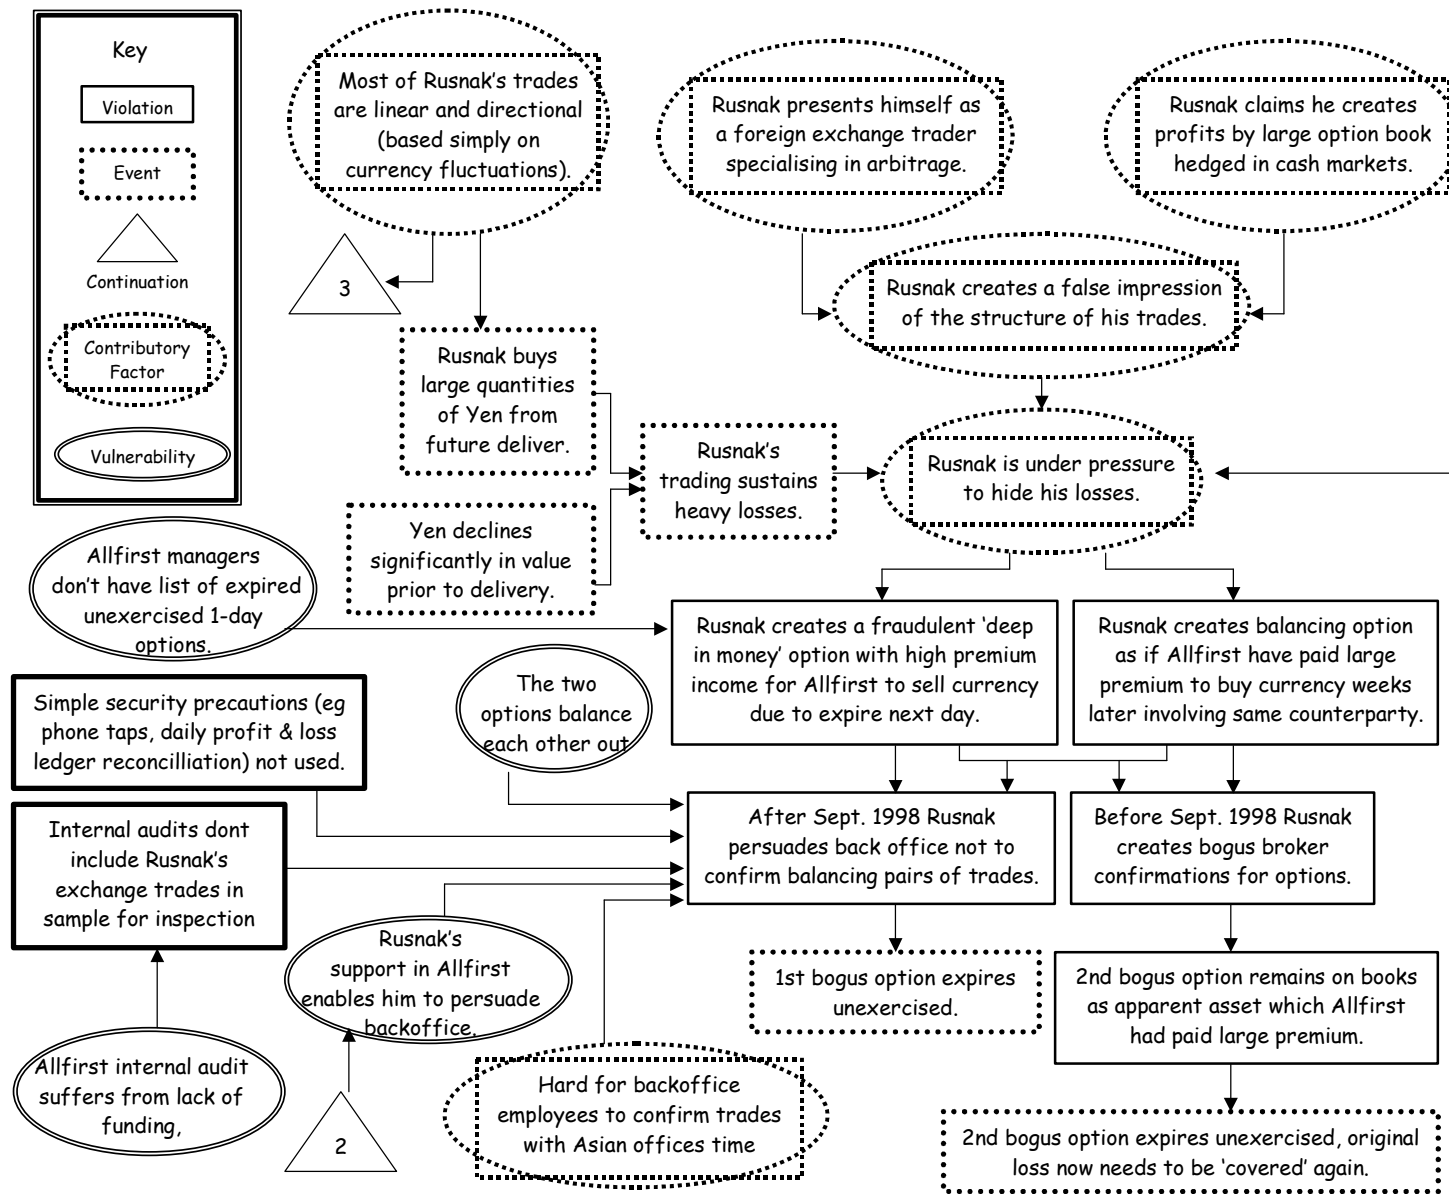 Key
Violation
Event
Continuation
Contributory
Factor
Vulnerability
Most of Rusnak's trades
are linear and directional
(based simply on
currency fluctuations).
Rusnak presents himself as
a foreign exchange trader
specialising in arbitrage.
Rusnak claims he creates
profits by large option book
hedged in cash markets.
3
Rusnak creates a false impression
of the structure of his trades.
Rusnak buys
large quantities
of Yen from
future deliver.
Rusnak's
trading sustains
heavy losses.
Rusnak is under pressure
to hide his losses.
Yen declines
significantly in value
prior to delivery.
Allfirst managers
don't have list of expired
unexercised 1-day
options.
Rusnak creates a fraudulent 'deep
in money' option with high premium
income for Allfirst to sell currency
due to expire next day.
Rusnak creates balancing option
as if Allfirst have paid large
premium to buy currency weeks
later involving same counterparty.
The two
options balance
each other out
Simple security precautions (eg
phone taps, daily profit & loss
ledger reconcilliation) not used.
Internal audits dont
include Rusnak's
exchange trades in
sample for inspection
After Sept. 1998 Rusnak
persuades back office not to
confirm balancing pairs of trades.
Before Sept. 1998 Rusnak
creates bogus broker
confirmations for options.
Rusnak's
support in Allfirst
enables him to persuade
backoffice.
1st bogus option expires
unexercised.
2nd bogus option remains on books
as apparent asset which Allfirst
had paid large premium.
Allfirst internal audit
suffers from lack of
funding,
2
Hard for backoffice
employees to confirm trades
with Asian offices time
2nd bogus option expires unexercised, original
loss now needs to be 'covered' again.